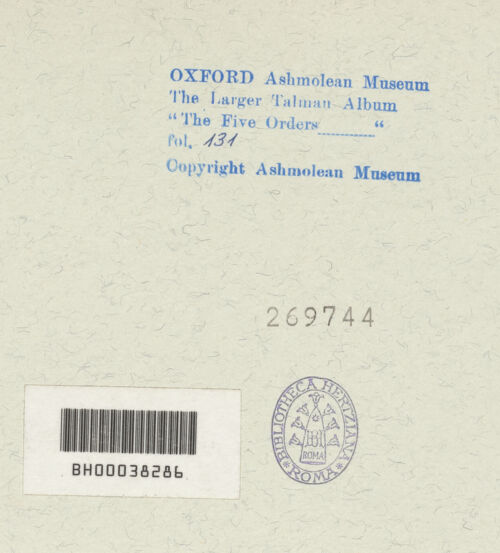 OXFORD Ashmolean Museum
The Larger Talman Album
“The Five Orders “
fol. 131
Copyright Ashmolean Museum
269744
BH00038286
BIBLIOTHECA HERTZIANA
* ROMA *
ROMA